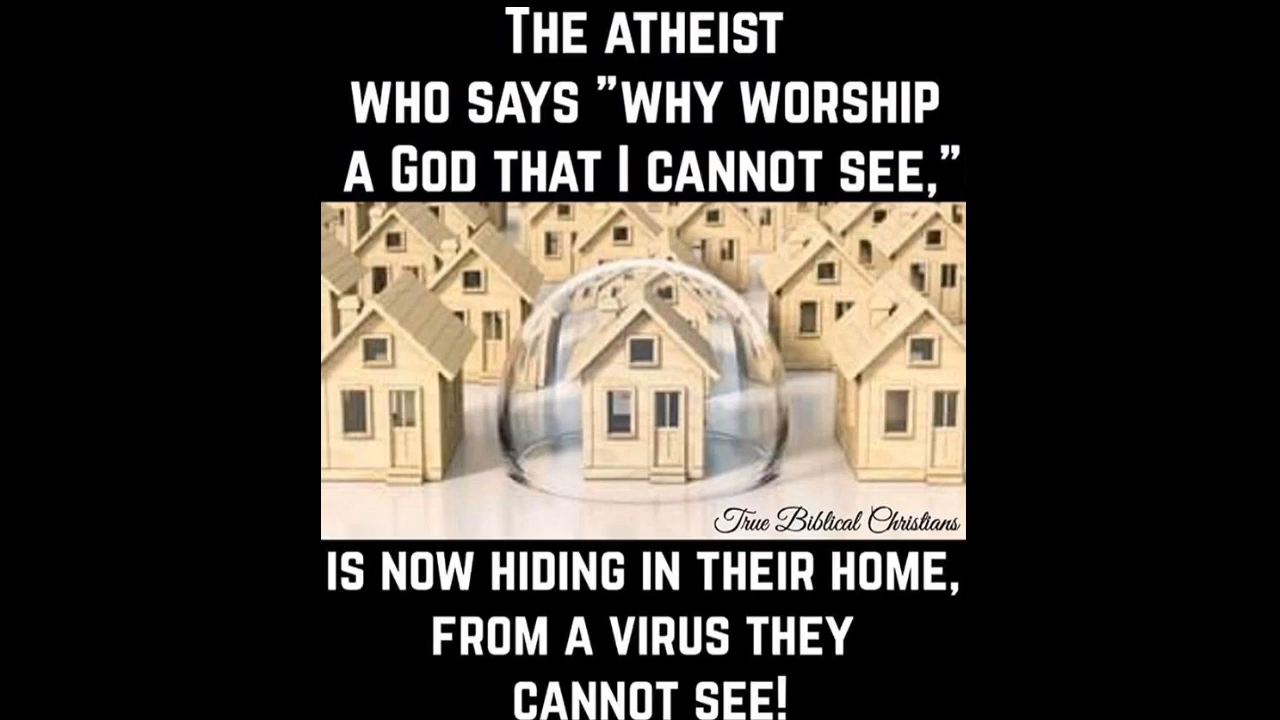 THE ATHEIST
WHO SAYS "WHY WORSHIP
A GOD THAT I CANNOT SEE,"
True Biblical Christians
IS NOW HIDING IN THEIR HOME,
FROM A VIRUS THEY
CANNOT SEE!